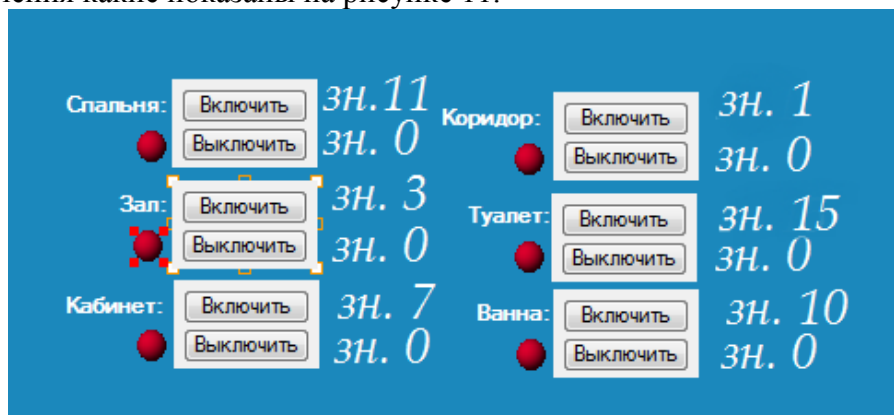 ения какие показаны на рисунке 11.
Спальня: Включить зн.11
Выключить зн. 0
Зал: Включить зн. 3
Выключить зн. 0
Кабинет: Включить зн. 7
Выключить зн. 0
Коридор: Включить зн. 1
Выключить зн. 0
Туалет: Включить зн. 15
Выключить зн. 0
Ванна: Включить зн. 10
Выключить зн. 0